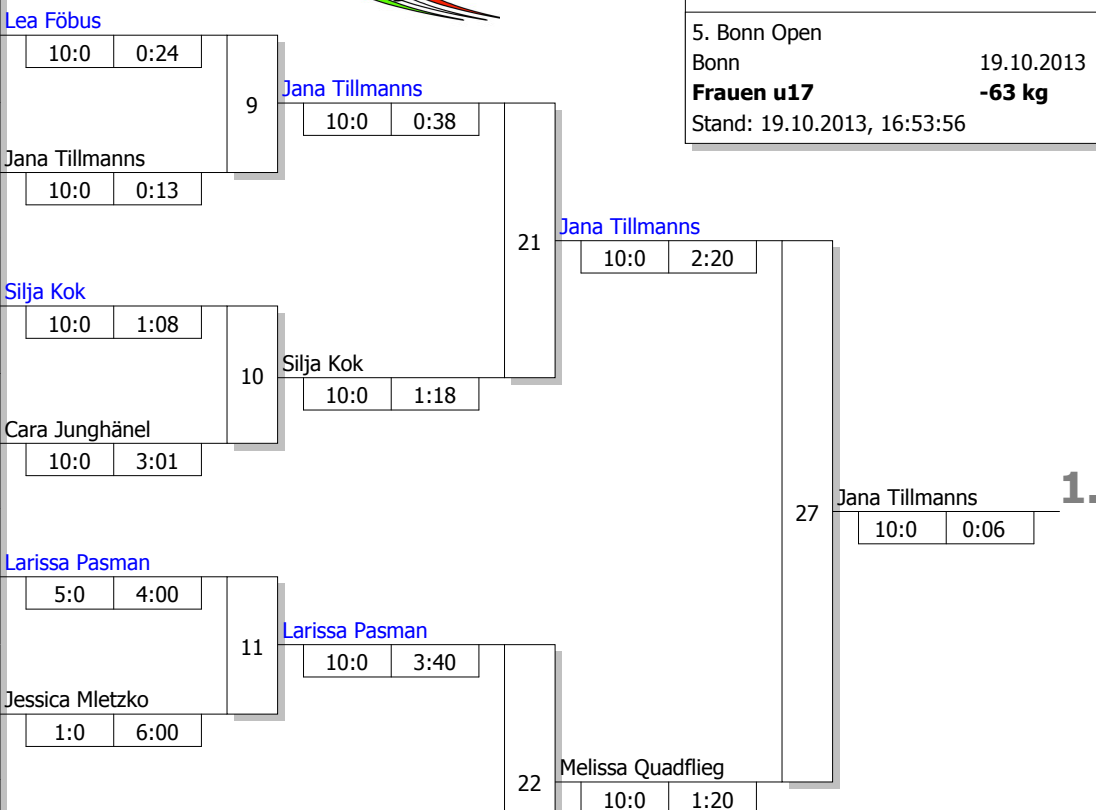 Lea Föbus
10:0 0:24
5. Bonn Open
Bonn 19.10.2013
Frauen u17 -63 kg
Stand: 19.10.2013, 16:53:56
9
Jana Tillmanns
10:0 0:38
Jana Tillmanns
10:0 0:13
21
Jana Tillmanns
10:0 2:20
Silja Kok
10:0 1:08
10
Silja Kok
10:0 1:18
Cara Junghänel
10:0 3:01
27
Jana Tillmanns 1.
10:0 0:06
Larissa Pasman
5:0 4:00
11
Larissa Pasman
10:0 3:40
Jessica Mletzko
1:0 6:00
22
Melissa Quadflieg
10:0 1:20